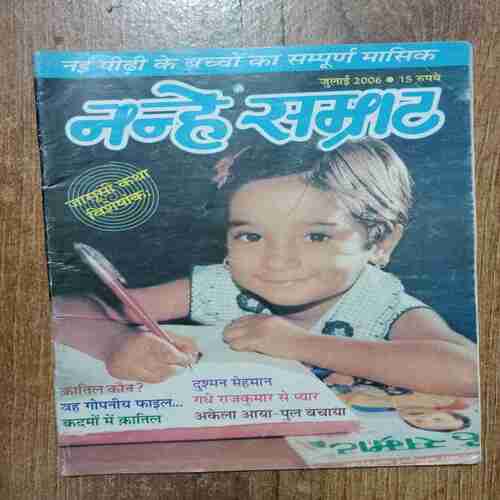 नई पीढ़ी के बच्चों का सम्पूर्ण मासिक
जुलाई 2006 ● 15 रुपये
नन्हे सम्राट
जासूसी कथा
विशेषांक..
क़ातिल कौन?
वह गोपनीय फाइल...
कदमों में क़ातिल
दुश्मन मेहमान
गधे राजकुमार से प्यार
अकेला आया-पुल बचाया